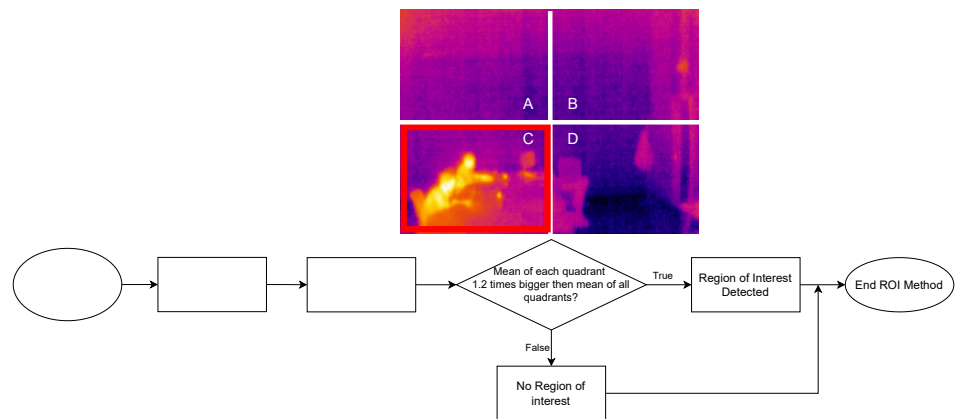 A
B
C
D
Mean of each quadrant
1.2 times bigger then mean of all
quadrants?
True
Region of Interest
Detected
End ROI Method
False
No Region of
interest